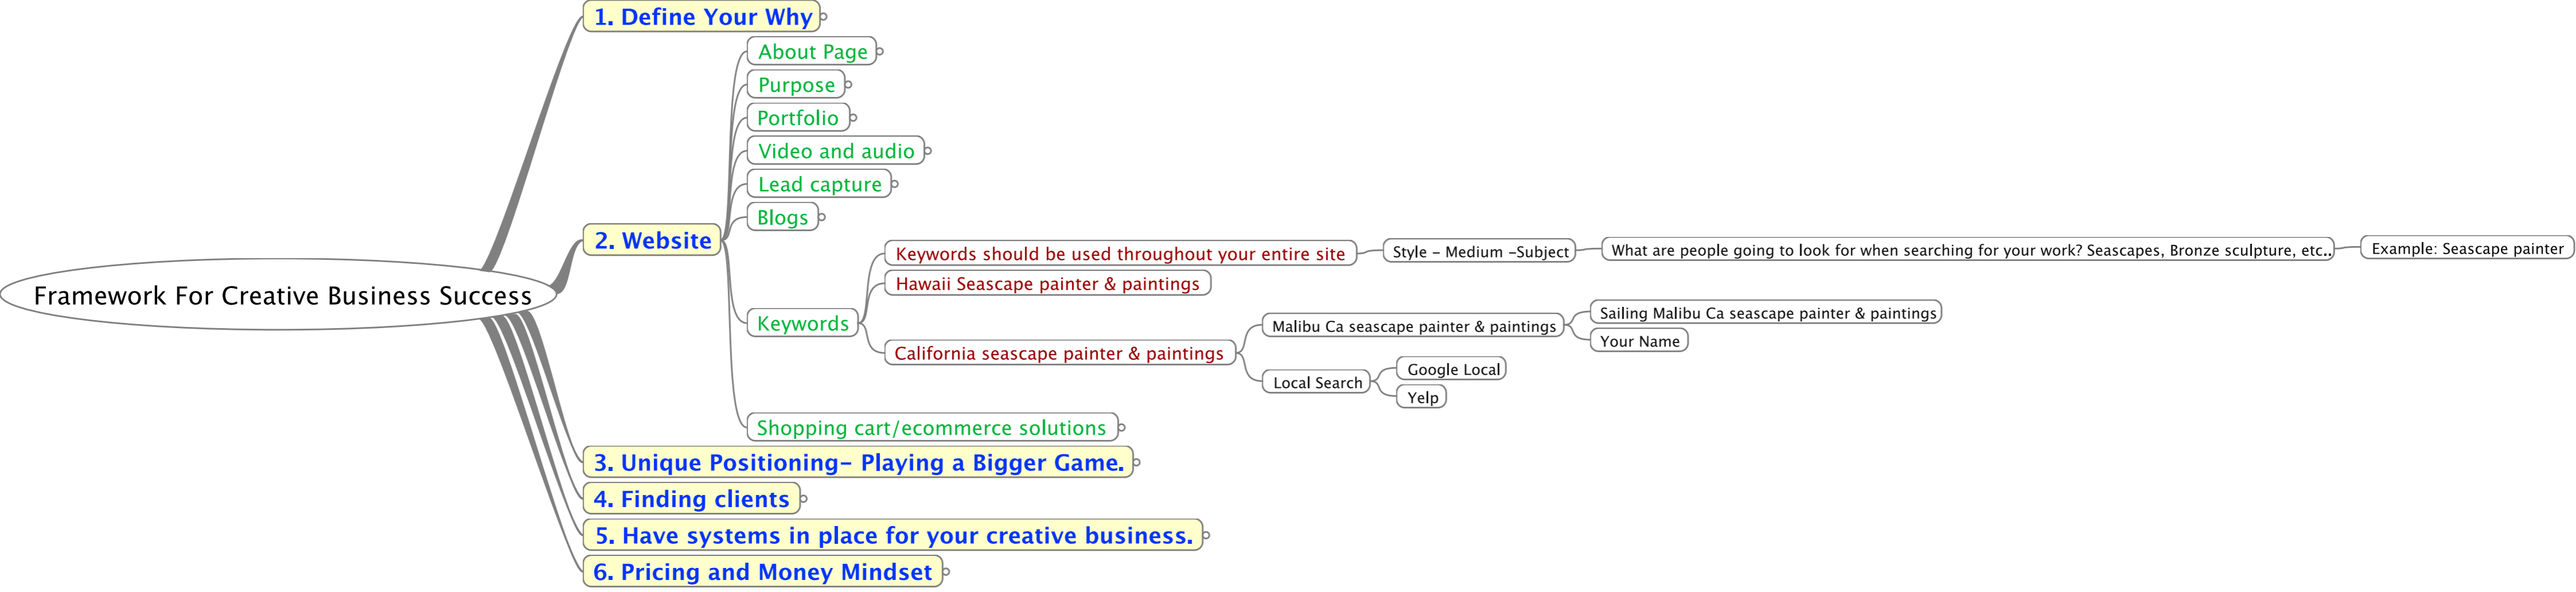 1. Define Your Why
About Page
Purpose
Portfolio
Video and audio
Lead capture
Blogs
2. Website
Keywords should be used throughout your entire site
Style – Medium –Subject
What are people going to look for when searching for your work? Seascapes, Bronze sculpture, etc..
Example: Seascape painter
Hawaii Seascape painter & paintings
Framework For Creative Business Success
Keywords
Sailing Malibu Ca seascape painter & paintings
Malibu Ca seascape painter & paintings
Your Name
California seascape painter & paintings
Google Local
Local Search
Yelp
Shopping cart/ecommerce solutions
3. Unique Positioning– Playing a Bigger Game.
4. Finding clients
5. Have systems in place for your creative business.
6. Pricing and Money Mindset